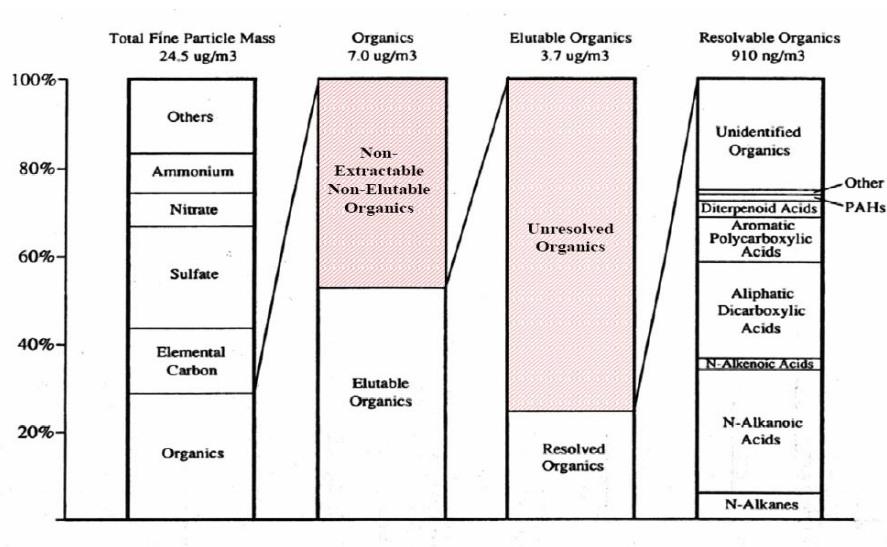 Total Fine Particle Mass
24.5 ug/m3
Organics
7.0 ug/m3
Elutable Organics
3.7 ug/m3
Resolvable Organics
910 ng/m3
100%
80%
60%
40%
20%
Others
Ammonium
Nitrate
Sulfate
Elemental
Carbon
Organics
Non-
Extractable
Non-Elutable
Organics
Elutable
Organics
Unresolved
Organics
Resolved
Organics
Unidentified
Organics
Other
PAHs
Diterpenoid Acids
Aromatic
Polycarboxylic
Acids
Aliphatic
Dicarboxylic
Acids
N-Alkenoic Acids
N-Alkanoic
Acids
N-Alkanes